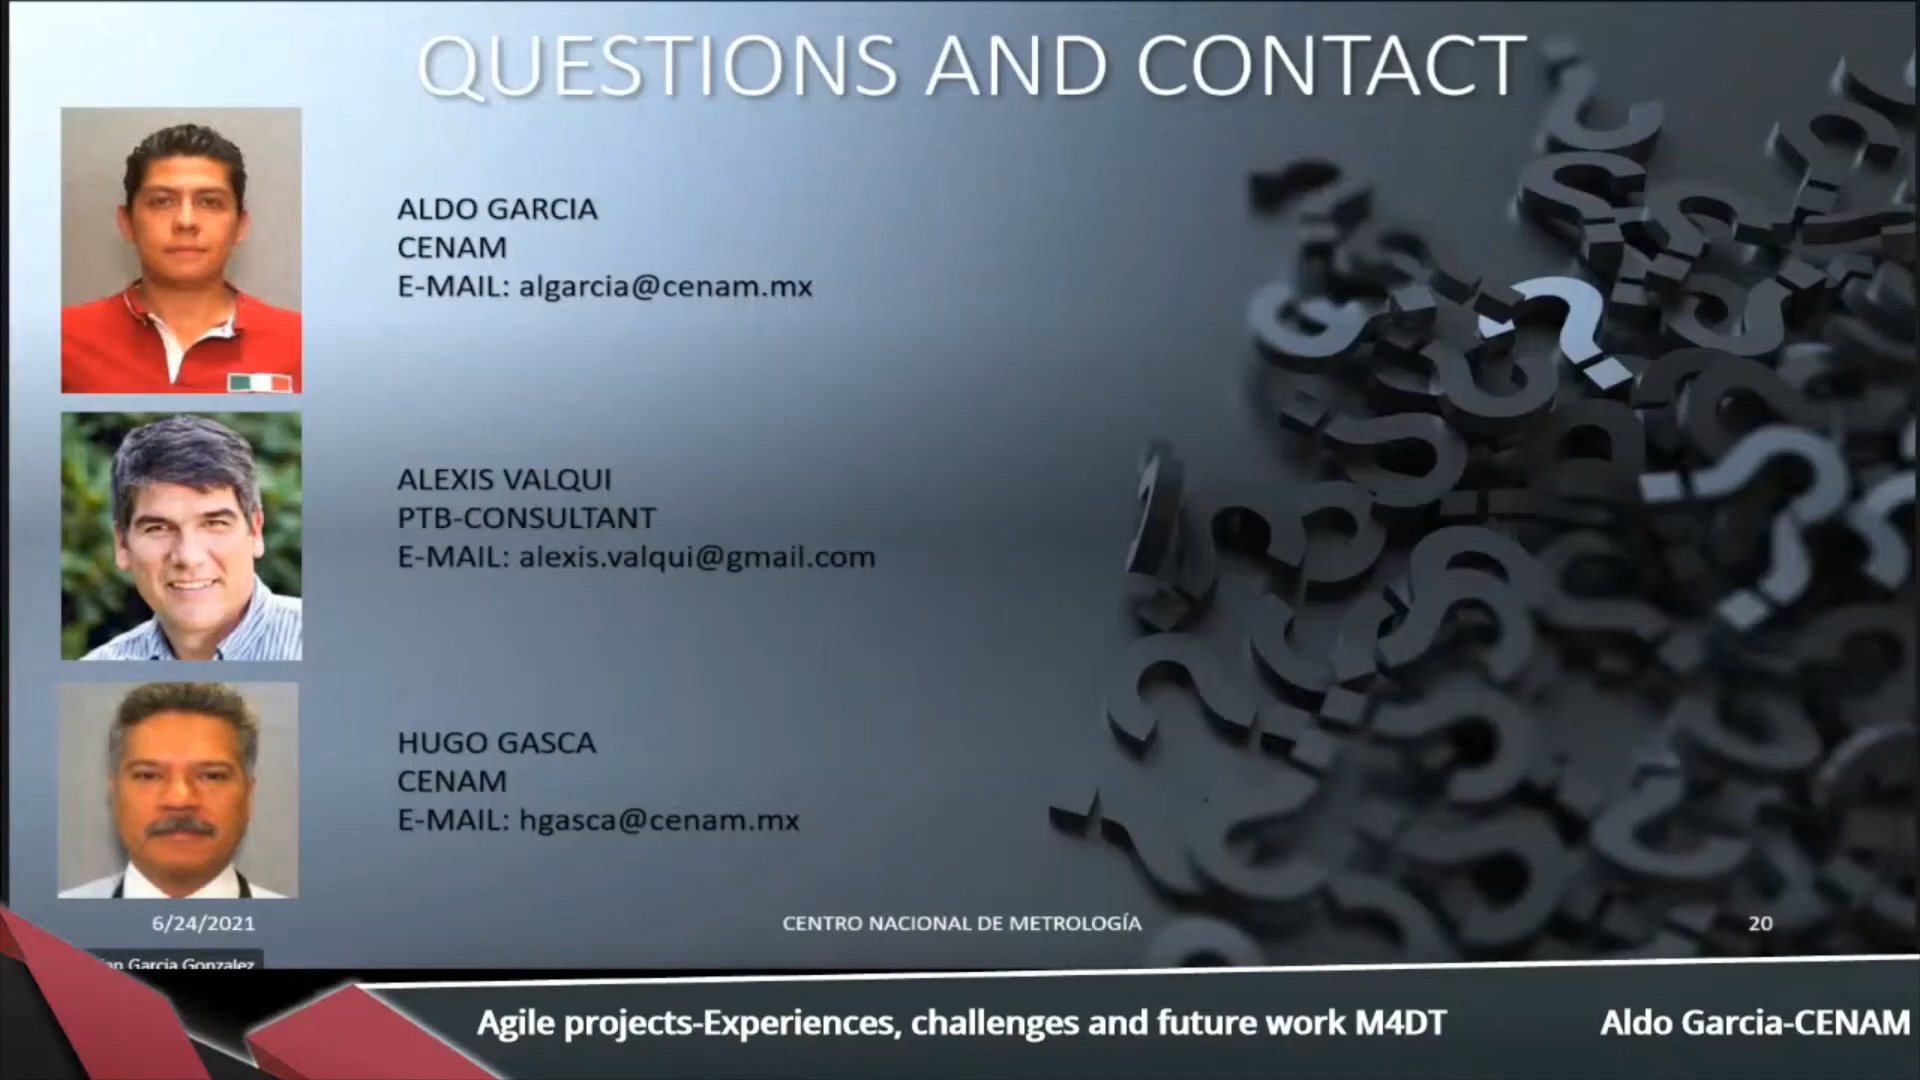 QUESTIONS AND CONTACT
ALDO GARCIA
CENAM
E-MAIL: algarcia@cenam.mx
ALEXIS VALQUI
PTB-CONSULTANT
E-MAIL: alexis.valqui@gmail.com
HUGO GASCA
CENAM
E-MAIL: hgasca@cenam.mx
6/24/2021
CENTRO NACIONAL DE METROLOGÍA
20
Garcia Gonzalez
Agile projects-Experiences, challenges and future work M4DT
Aldo Garcia-CENAM